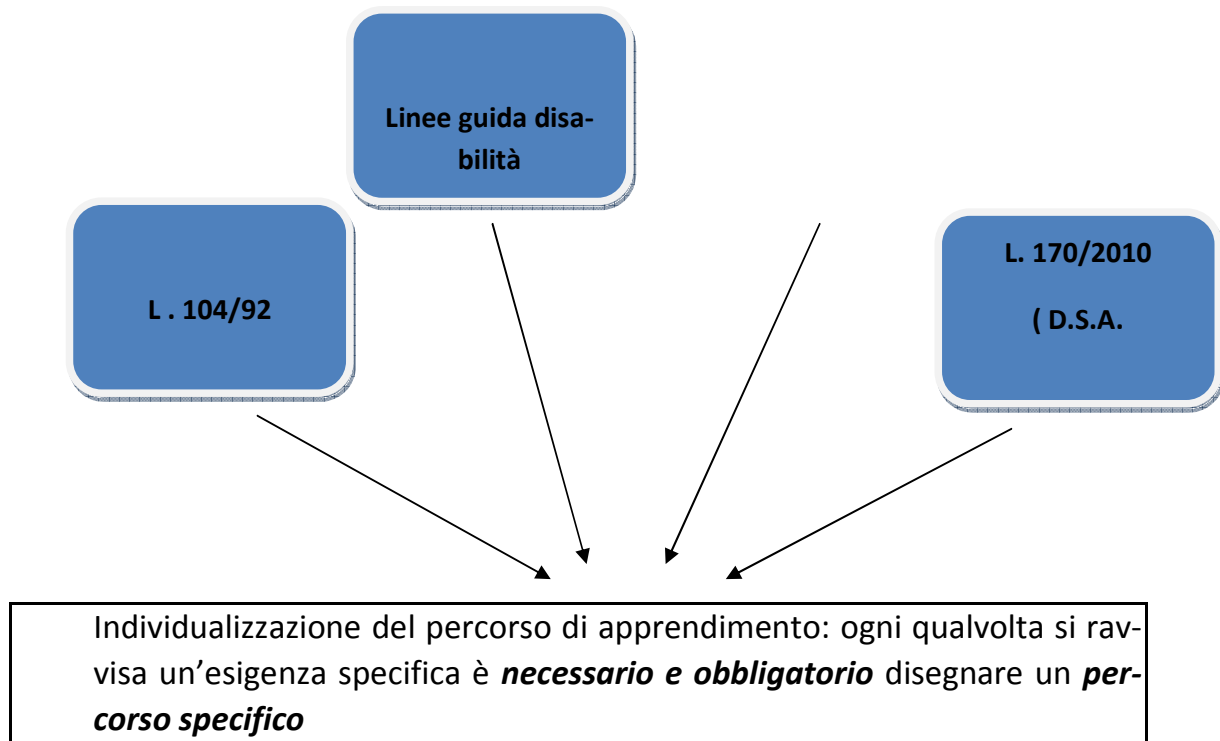 Linee guida disa-
bilità
L . 104/92
L. 170/2010
( D.S.A.
Individualizzazione del percorso di apprendimento: ogni qualvolta si rav-
visa un’esigenza specifica è necessario e obbligatorio disegnare un per-
corso specifico